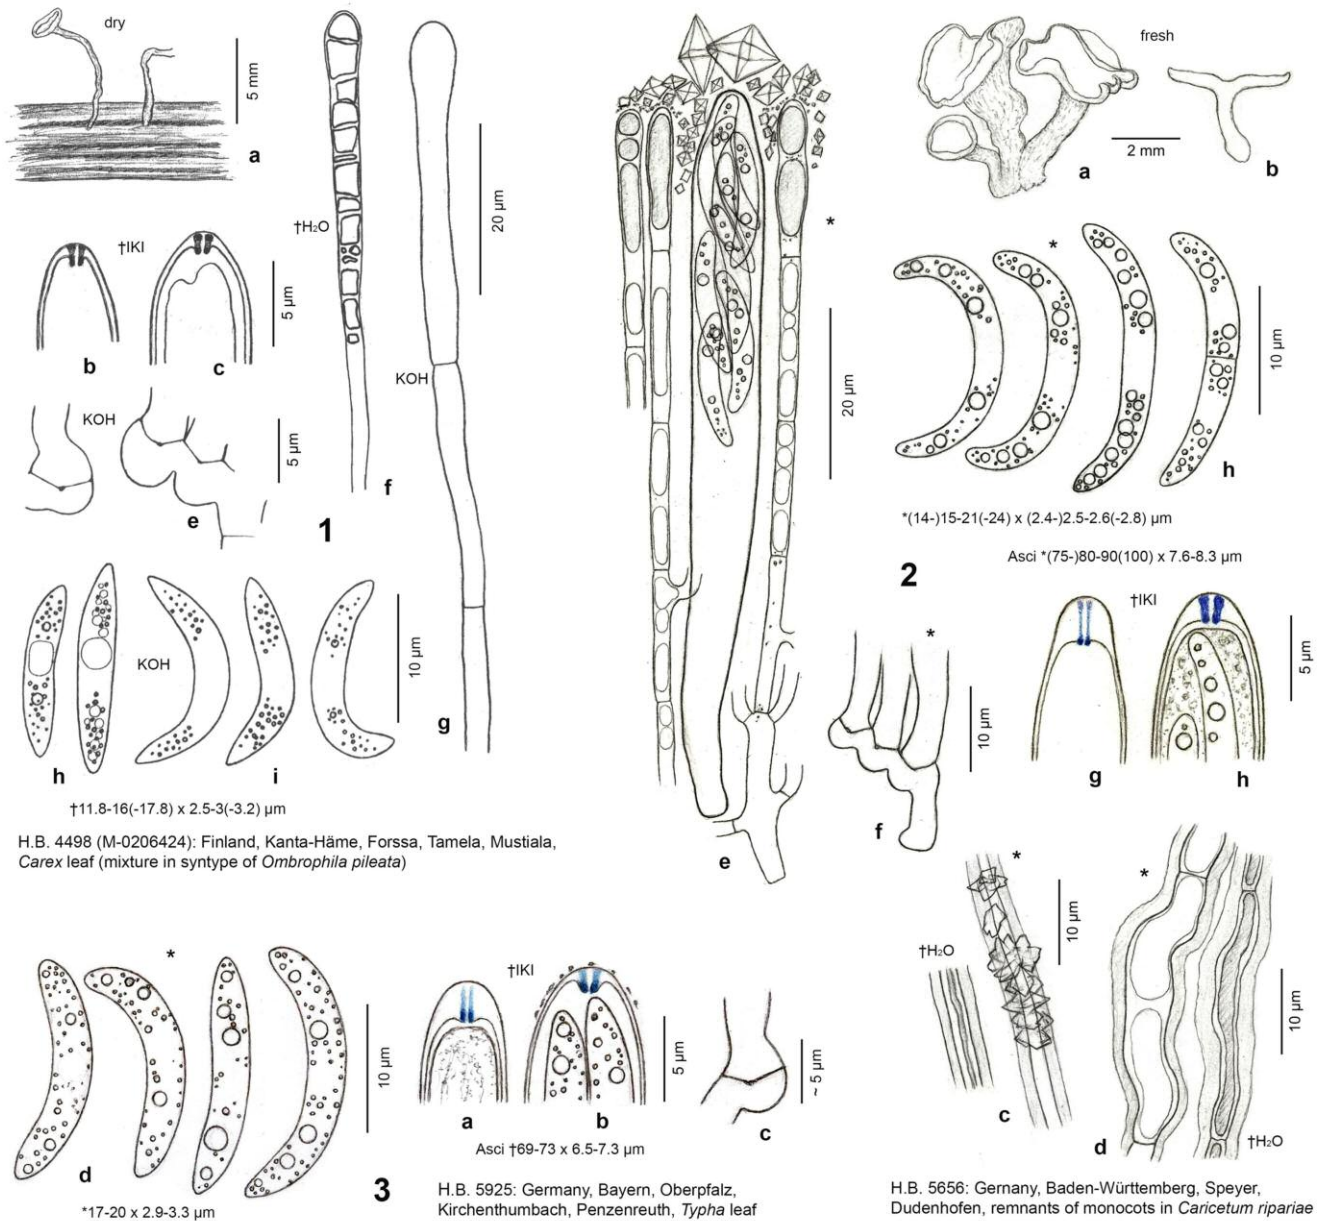 dry
5 mm
a
†IKI
b
c
5 µm
KOH
e
5 µm
†H₂O
f
KOH
20 µm
g
1
h
KOH
i
10 µm
†11.8-16(-17.8) x 2.5-3(-3.2) µm
H.B. 4498 (M-0206424): Finland, Kanta-Häme, Forssa, Tamela, Mustiala,
Carex leaf (mixture in syntype of Ombrophila pileata)
fresh
2 mm
a
b
*
20 µm
e
*
10 µm
h
*(14-)15-21(-24) x (2.4-)2.5-2.6(-2.8) µm
Asci *(75-)80-90(100) x 7.6-8.3 µm
2
†IKI
5 µm
g
h
*
10 µm
f
*
†H₂O
10 µm
c
*
10 µm
d
†H₂O
H.B. 5656: Gernany, Baden-Württemberg, Speyer,
Dudenhofen, remnants of monocots in Caricetum ripariae
*
10 µm
d
*17-20 x 2.9-3.3 µm
3
†IKI
a
b
5 µm
c
~ 5 µm
Asci †69-73 x 6.5-7.3 µm
H.B. 5925: Germany, Bayern, Oberpfalz,
Kirchenthumbach, Penzenreuth, Typha leaf